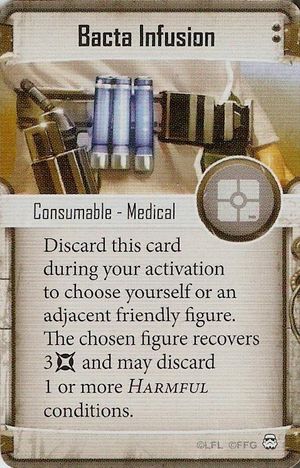 Bacta Infusion
Consumable - Medical
Discard this card
during your activation
to choose yourself or an
adjacent friendly figure.
The chosen figure recovers
3 and may discard
1 or more HARMFUL
conditions.
©LFL ©FFG